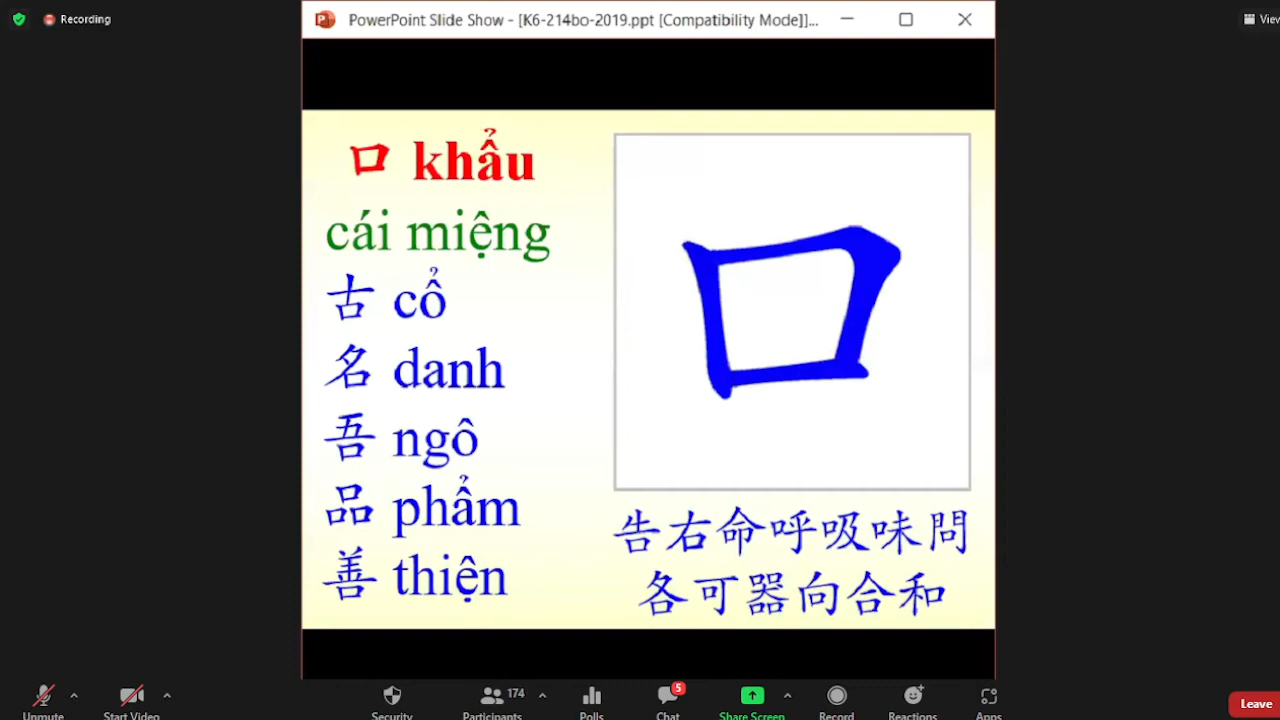 Recording
PowerPoint Slide Show - [K6-214bo-2019.ppt [Compatibility Mode]]...
View
口 khẩu
cái miệng
古 cổ
名 danh
吾 ngô
品 phẩm
善 thiện
口
告右命呼吸味問
各可器向合和
Unmute
Start Video
Security
Participants
174
Polls
Chat
5
Share Screen
Record
Reactions
Apps
Leave